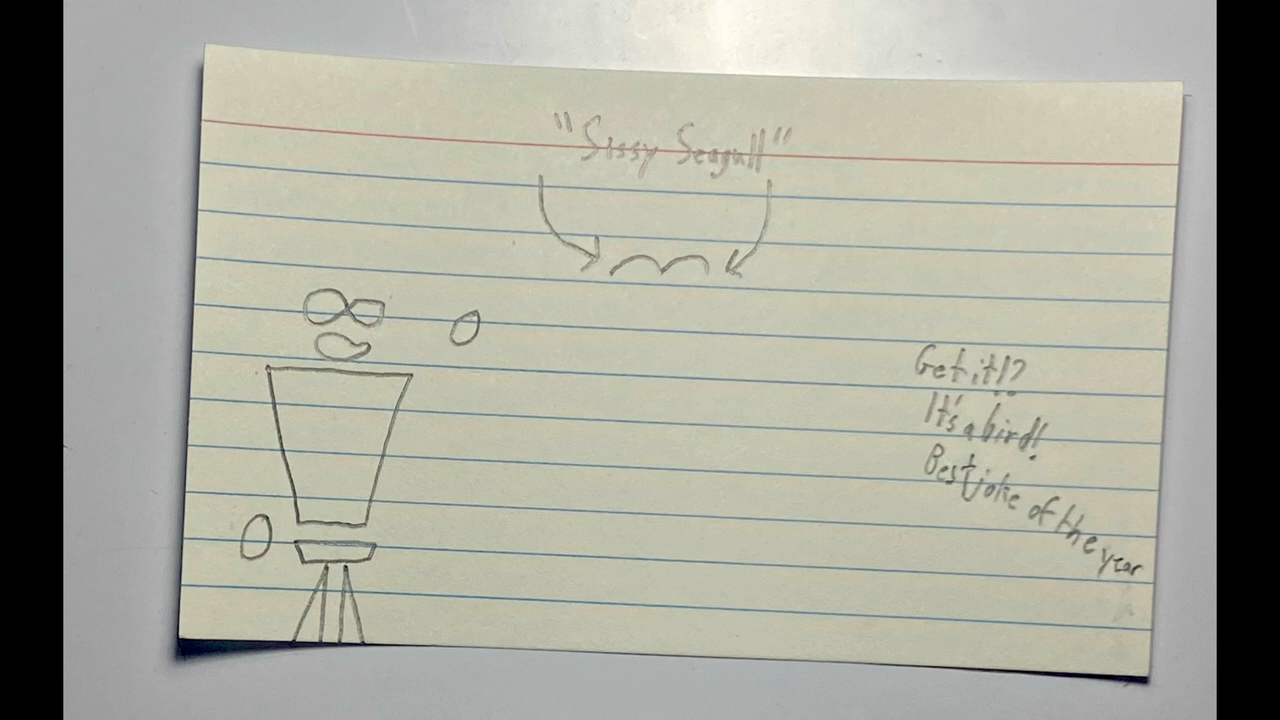 "Sissy Seagull"
Get it!?
It's a bird!
Best joke of the year